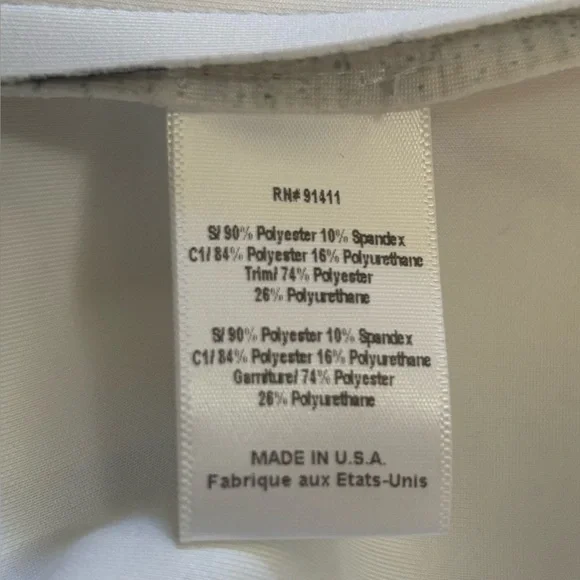 RN# 91411
S/ 90% Polyester 10% Spandex
C1/ 84% Polyester 16% Polyurethane
Trim/ 74% Polyester
26% Polyurethane
S/ 90% Polyester 10% Spandex
C1/ 84% Polyester 16% Polyurethane
Garniture/ 74% Polyester
26% Polyurethane
MADE IN U.S.A.
Fabrique aux Etats-Unis